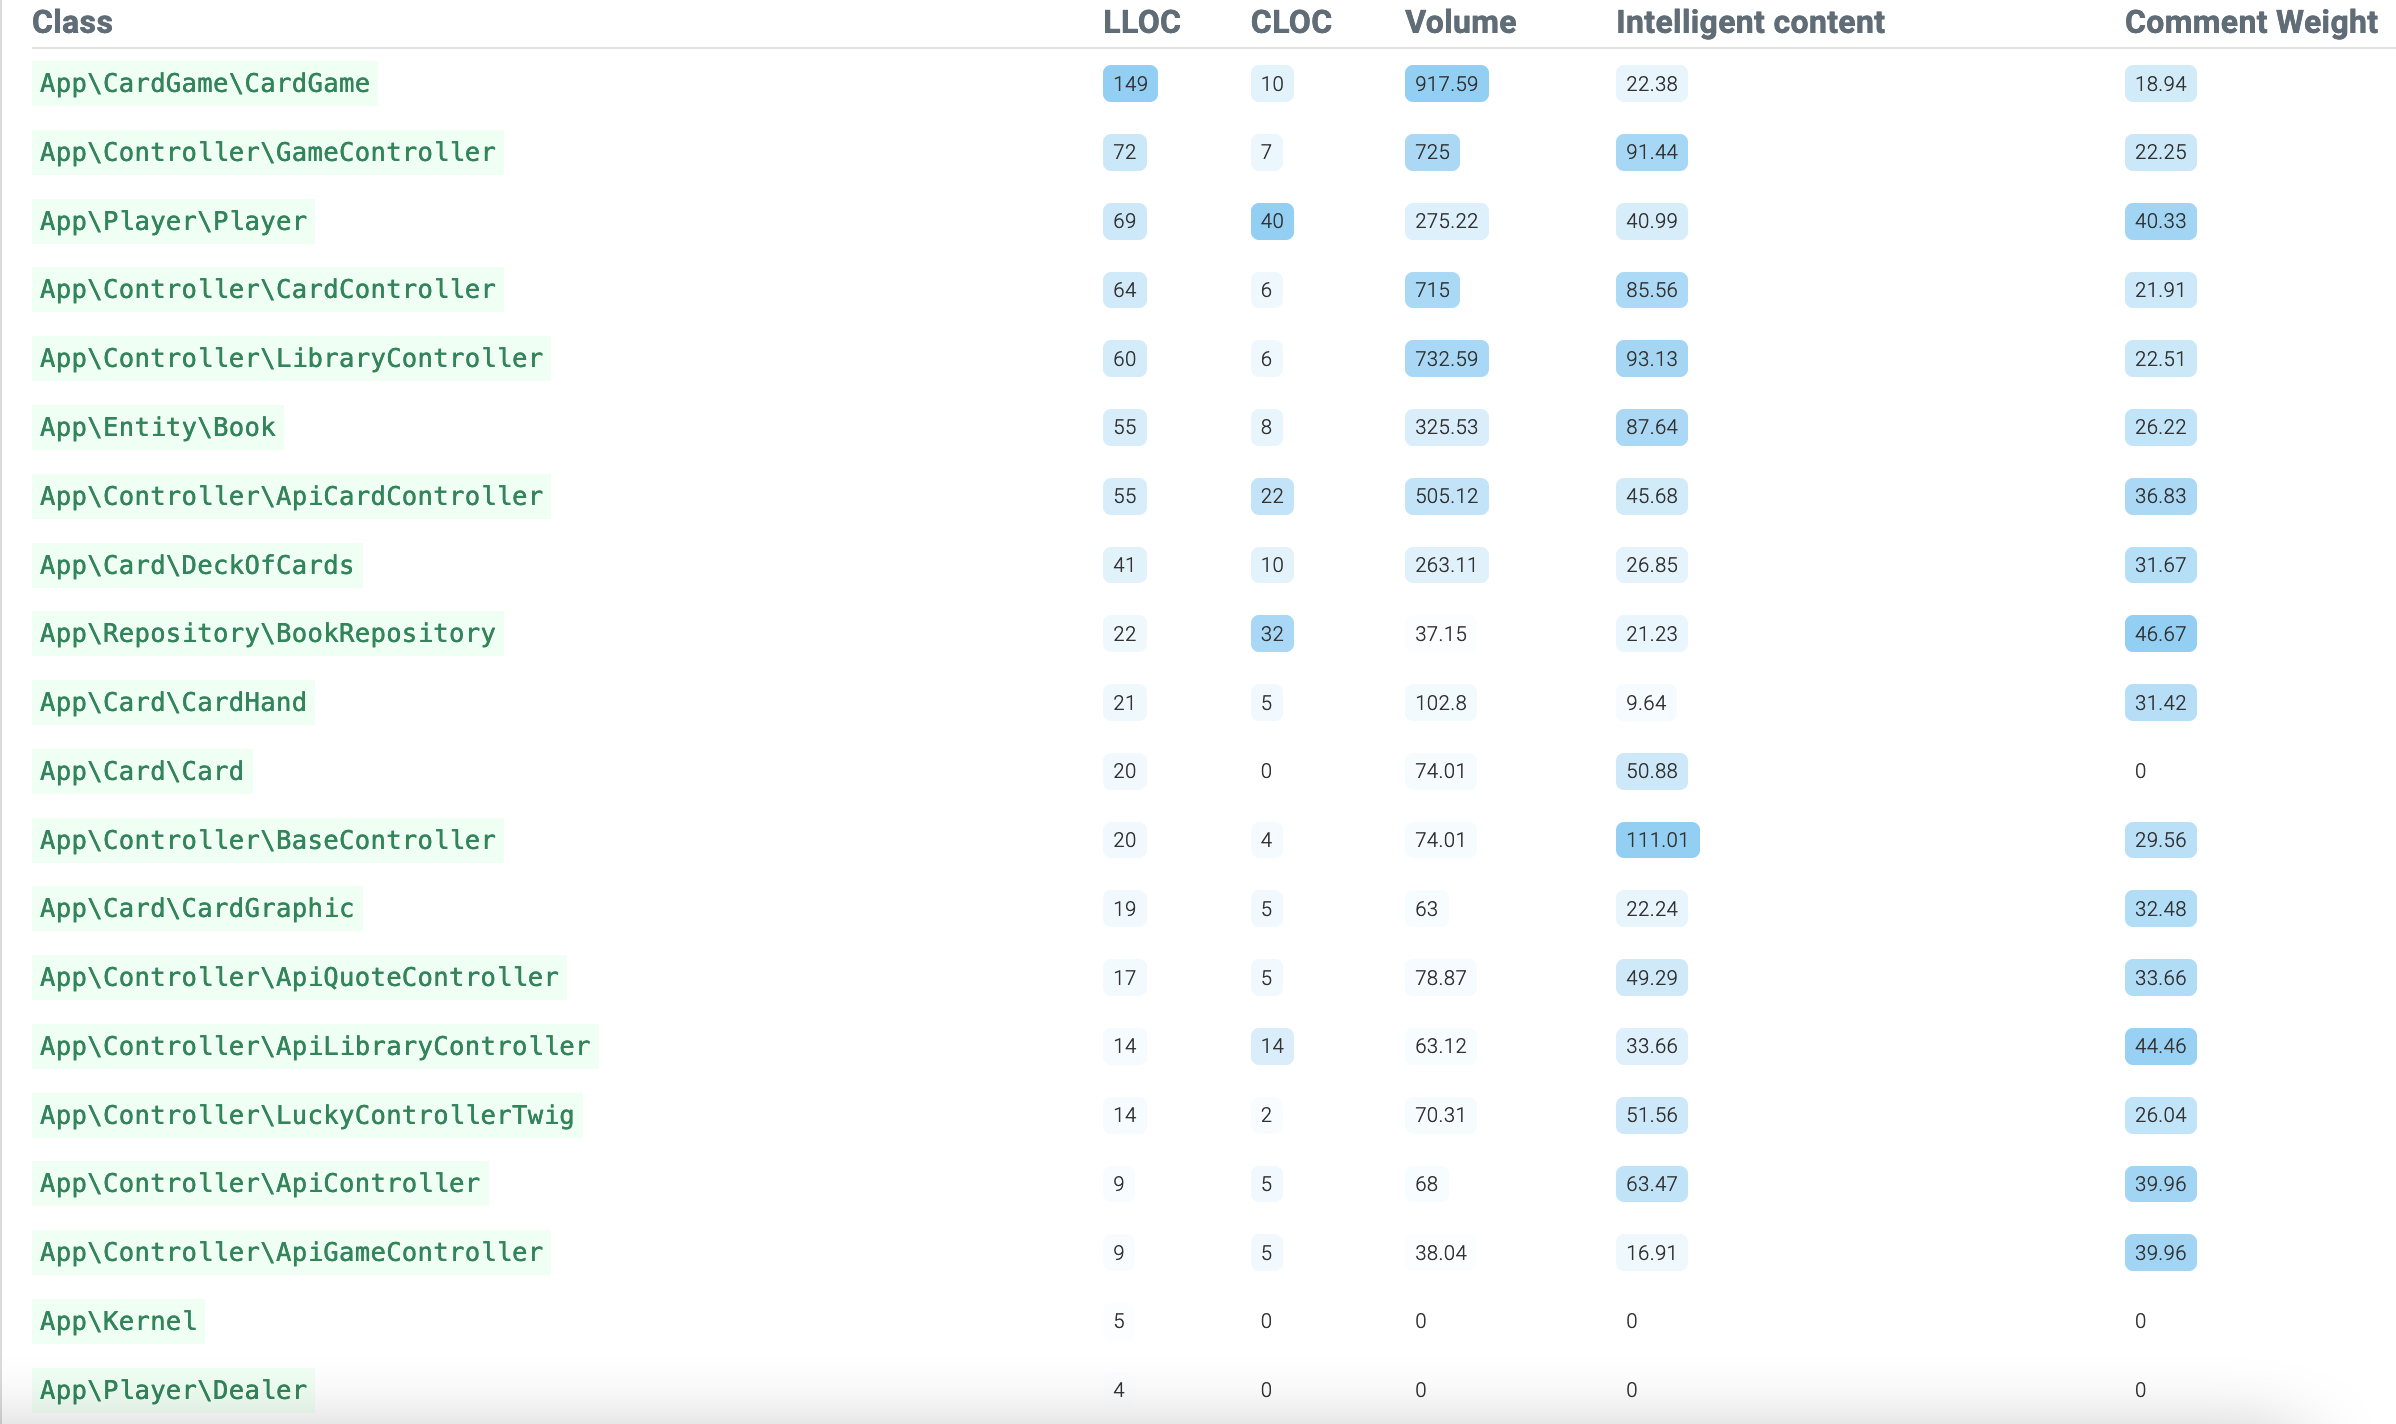 Class LLOC CLOC Volume Intelligent content Comment Weight
App\CardGame\CardGame 149 10 917.59 22.38 18.94
App\Controller\GameController 72 7 725 91.44 22.25
App\Player\Player 69 40 275.22 40.99 40.33
App\Controller\CardController 64 6 715 85.56 21.91
App\Controller\LibraryController 60 6 732.59 93.13 22.51
App\Entity\Book 55 8 325.53 87.64 26.22
App\Controller\ApiCardController 55 22 505.12 45.68 36.83
App\Card\DeckOfCards 41 10 263.11 26.85 31.67
App\Repository\BookRepository 22 32 37.15 21.23 46.67
App\Card\CardHand 21 5 102.8 9.64 31.42
App\Card\Card 20 0 74.01 50.88 0
App\Controller\BaseController 20 4 74.01 111.01 29.56
App\Card\CardGraphic 19 5 63 22.24 32.48
App\Controller\ApiQuoteController 17 5 78.87 49.29 33.66
App\Controller\ApiLibraryController 14 14 63.12 33.66 44.46
App\Controller\LuckyControllerTwig 14 2 70.31 51.56 26.04
App\Controller\ApiController 9 5 68 63.47 39.96
App\Controller\ApiGameController 9 5 38.04 16.91 39.96
App\Kernel 5 0 0 0 0
App\Player\Dealer 4 0 0 0 0